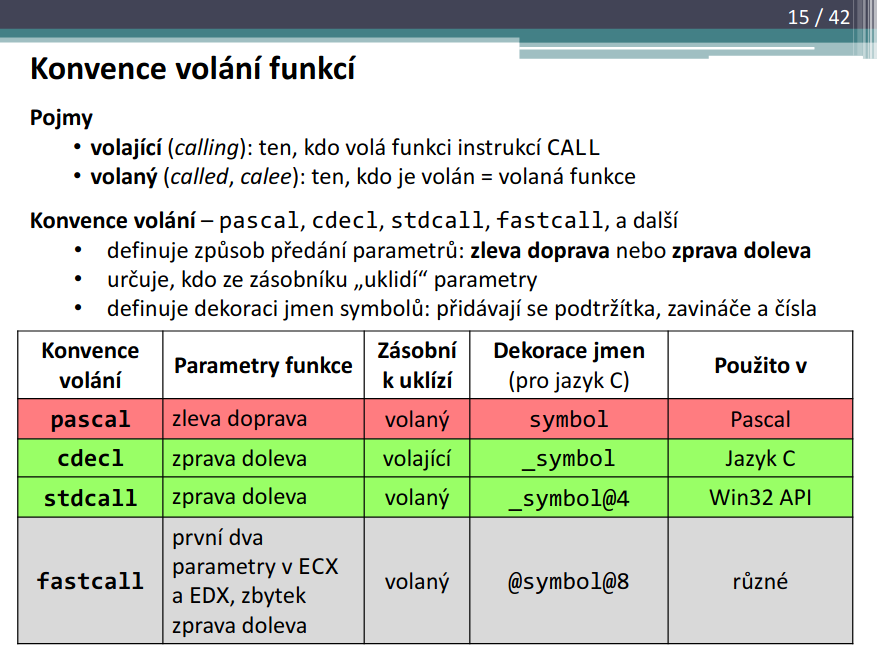 15 / 42
Konvence volání funkcí
Pojmy
• volající (calling): ten, kdo volá funkci instrukcí CALL
• volaný (called, calee): ten, kdo je volán = volaná funkce
Konvence volání – pascal, cdecl, stdcall, fastcall, a další
• definuje způsob předání parametrů: zleva doprava nebo zprava doleva
• určuje, kdo ze zásobníku „uklidí“ parametry
• definuje dekoraci jmen symbolů: přidávají se podtržítka, zavináče a čísla
Konvence
volání
Parametry funkce
Zásobní
k uklízí
Dekorace jmen
(pro jazyk C)
Použito v
pascal
zleva doprava
volaný
symbol
Pascal
cdecl
zprava doleva
volající
_symbol
Jazyk C
stdcall
zprava doleva
volaný
_symbol@4
Win32 API
fastcall
první dva
parametry v ECX
a EDX, zbytek
zprava doleva
volaný
@symbol@8
různé